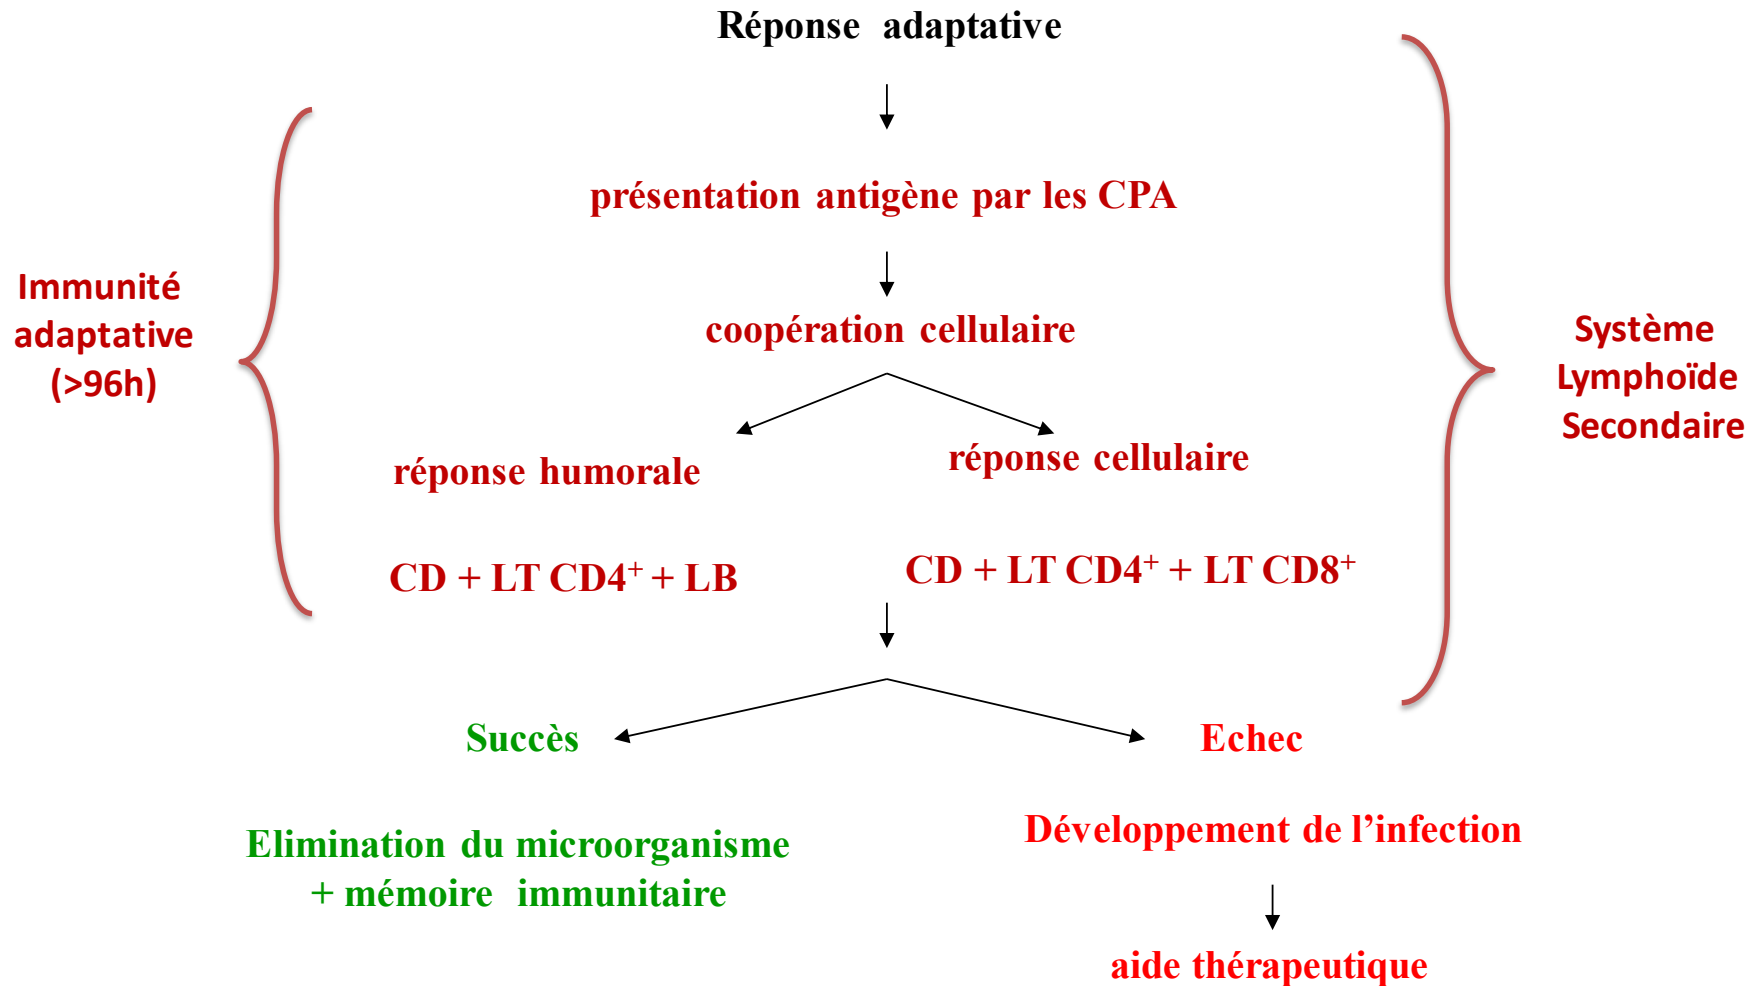 Réponse adaptative
présentation antigène par les CPA
Immunité
adaptative
(>96h)
coopération cellulaire
Système
Lymphoïde
Secondaire
réponse humorale
réponse cellulaire
CD + LT CD4⁺ + LB
CD + LT CD4⁺ + LT CD8⁺
Succès
Echec
Elimination du microorganisme
+ mémoire immunitaire
Développement de l’infection
aide thérapeutique